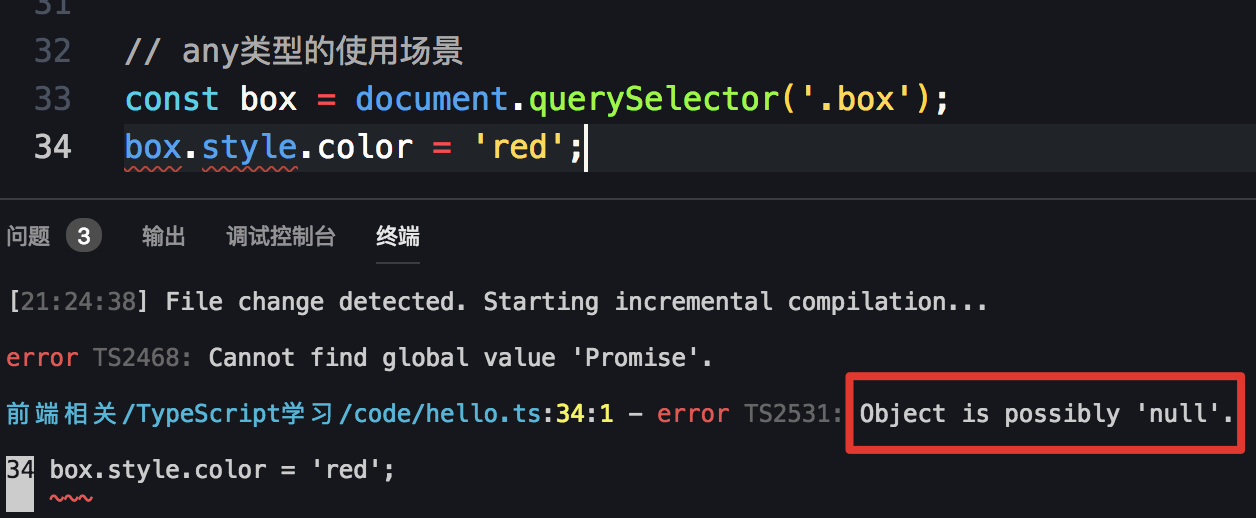 31
32 // any类型的使用场景
33 const box = document.querySelector('.box');
34 box.style.color = 'red';
问题 3 输出 调试控制台 终端
[21:24:38] File change detected. Starting incremental compilation...
error TS2468: Cannot find global value 'Promise'.
前端相关/TypeScript学习/code/hello.ts:34:1 - error TS2531: Object is possibly 'null'.
34 box.style.color = 'red';
~~~